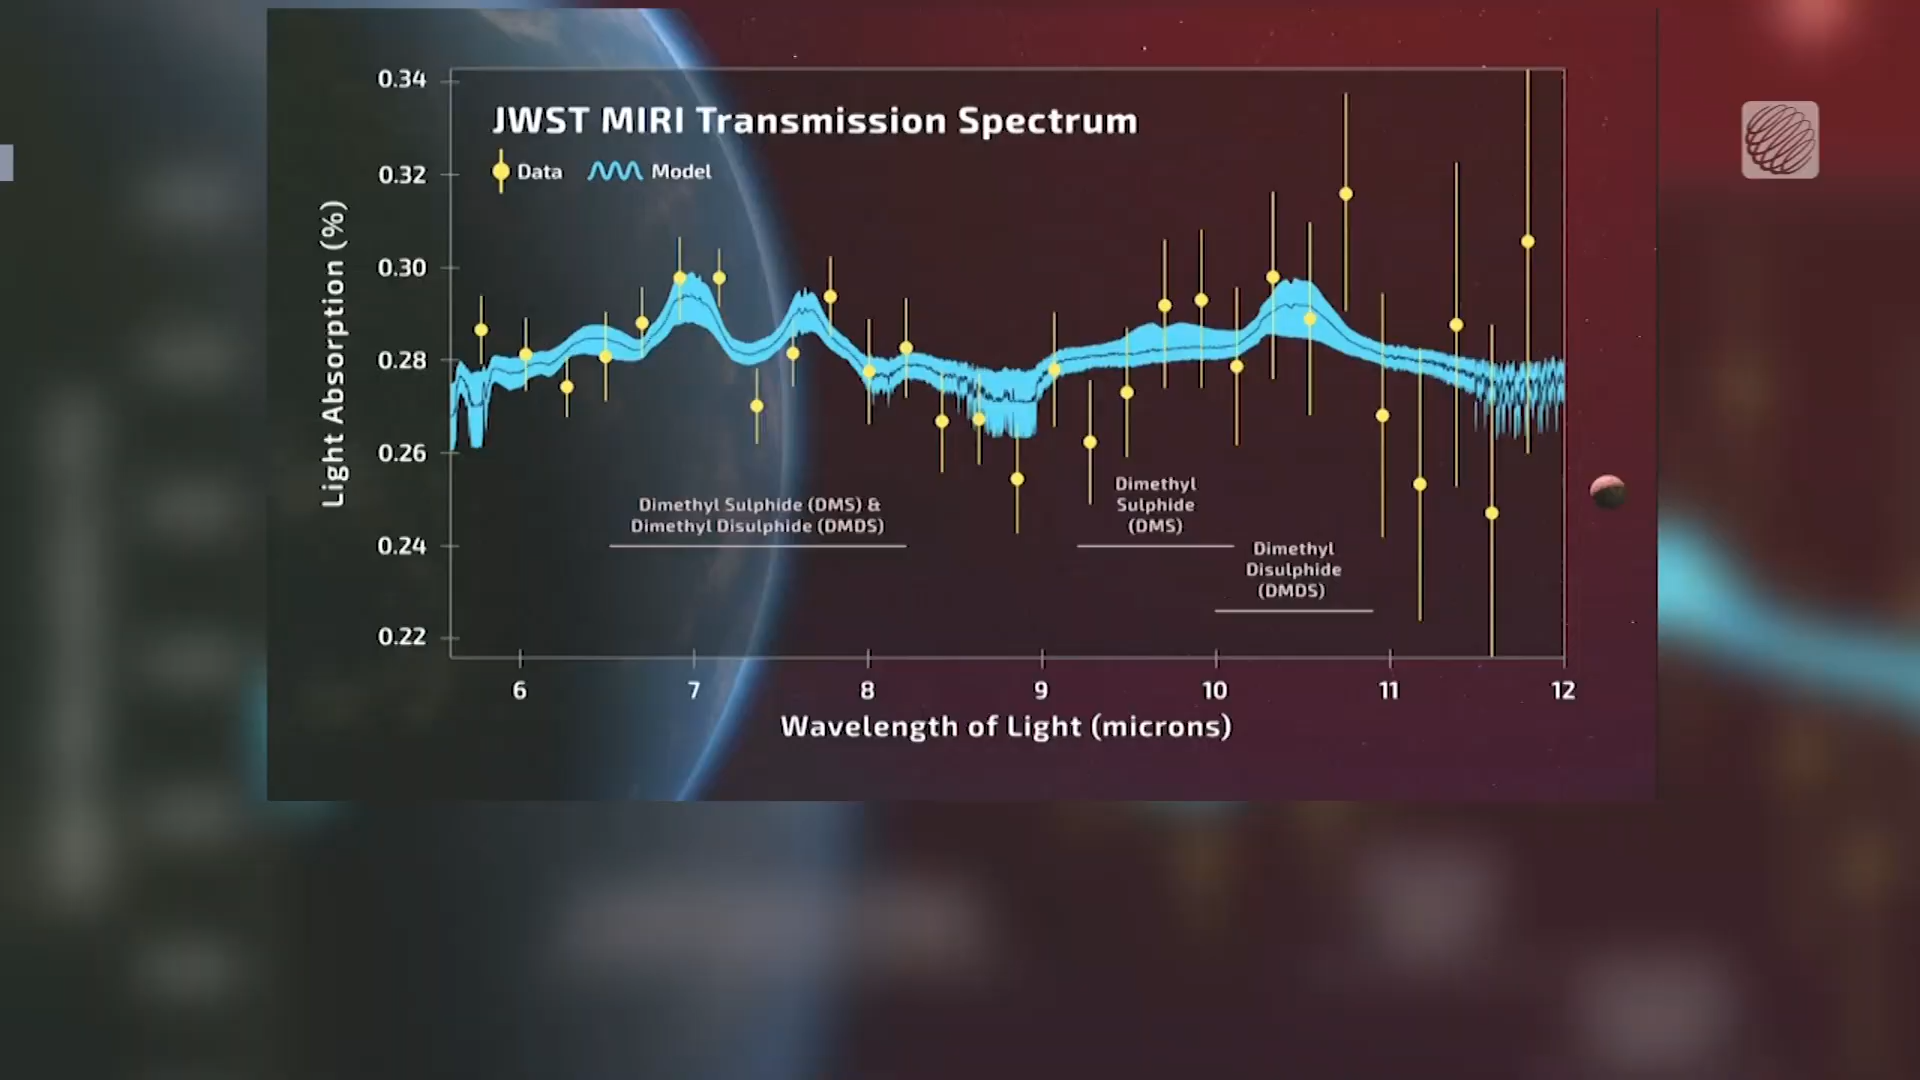 JWST MIRI Transmission Spectrum
Data Model
Light Absorption (%)
0.34
0.32
0.30
0.28
0.26
0.24
0.22
Dimethyl Sulphide (DMS) &
Dimethyl Disulphide (DMDS)
Dimethyl
Sulphide
(DMS)
Dimethyl
Disulphide
(DMDS)
6 7 8 9 10 11 12
Wavelength of Light (microns)